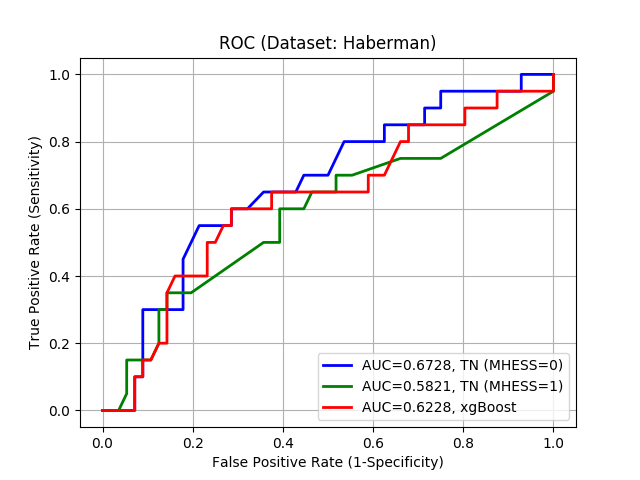 ROC (Dataset: Haberman)
True Positive Rate (Sensitivity)
1.0
0.8
0.6
0.4
0.2
0.0
AUC=0.6728, TN (MHESS=0)
AUC=0.5821, TN (MHESS=1)
AUC=0.6228, xgBoost
0.0 0.2 0.4 0.6 0.8 1.0
False Positive Rate (1-Specificity)